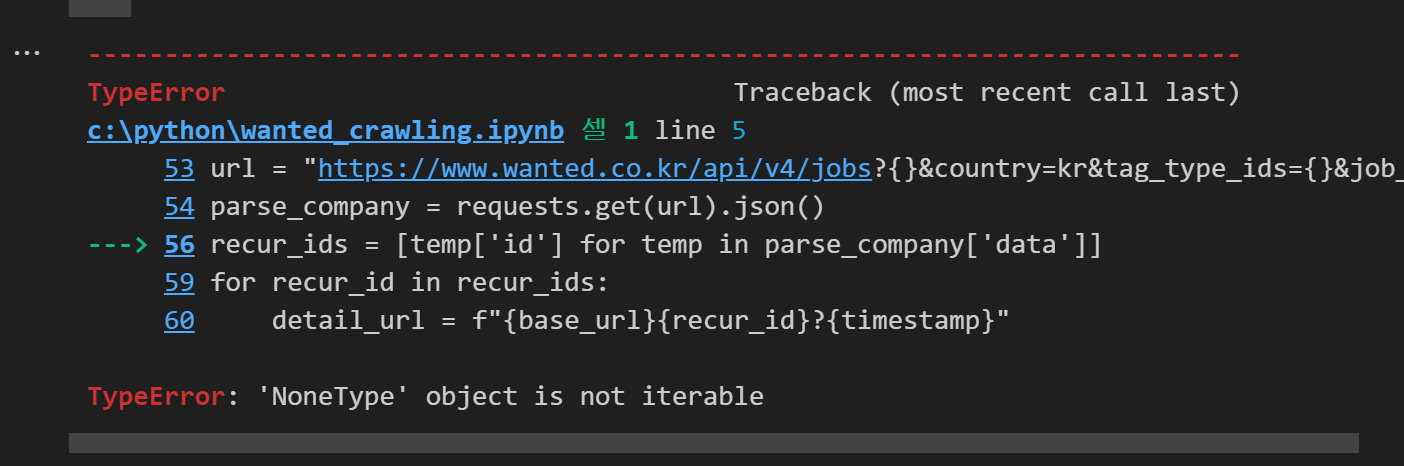 ...
---------------------------------------------------------------------------
TypeError                                 Traceback (most recent call last)
c:\python\wanted_crawling.ipynb 셀 1 line 5
     53 url = "https://www.wanted.co.kr/api/v4/jobs?{}&country=kr&tag_type_ids={}&job_
     54 parse_company = requests.get(url).json()
---> 56 recur_ids = [temp['id'] for temp in parse_company['data']]
     59 for recur_id in recur_ids:
     60     detail_url = f"{base_url}{recur_id}?{timestamp}"
TypeError: 'NoneType' object is not iterable